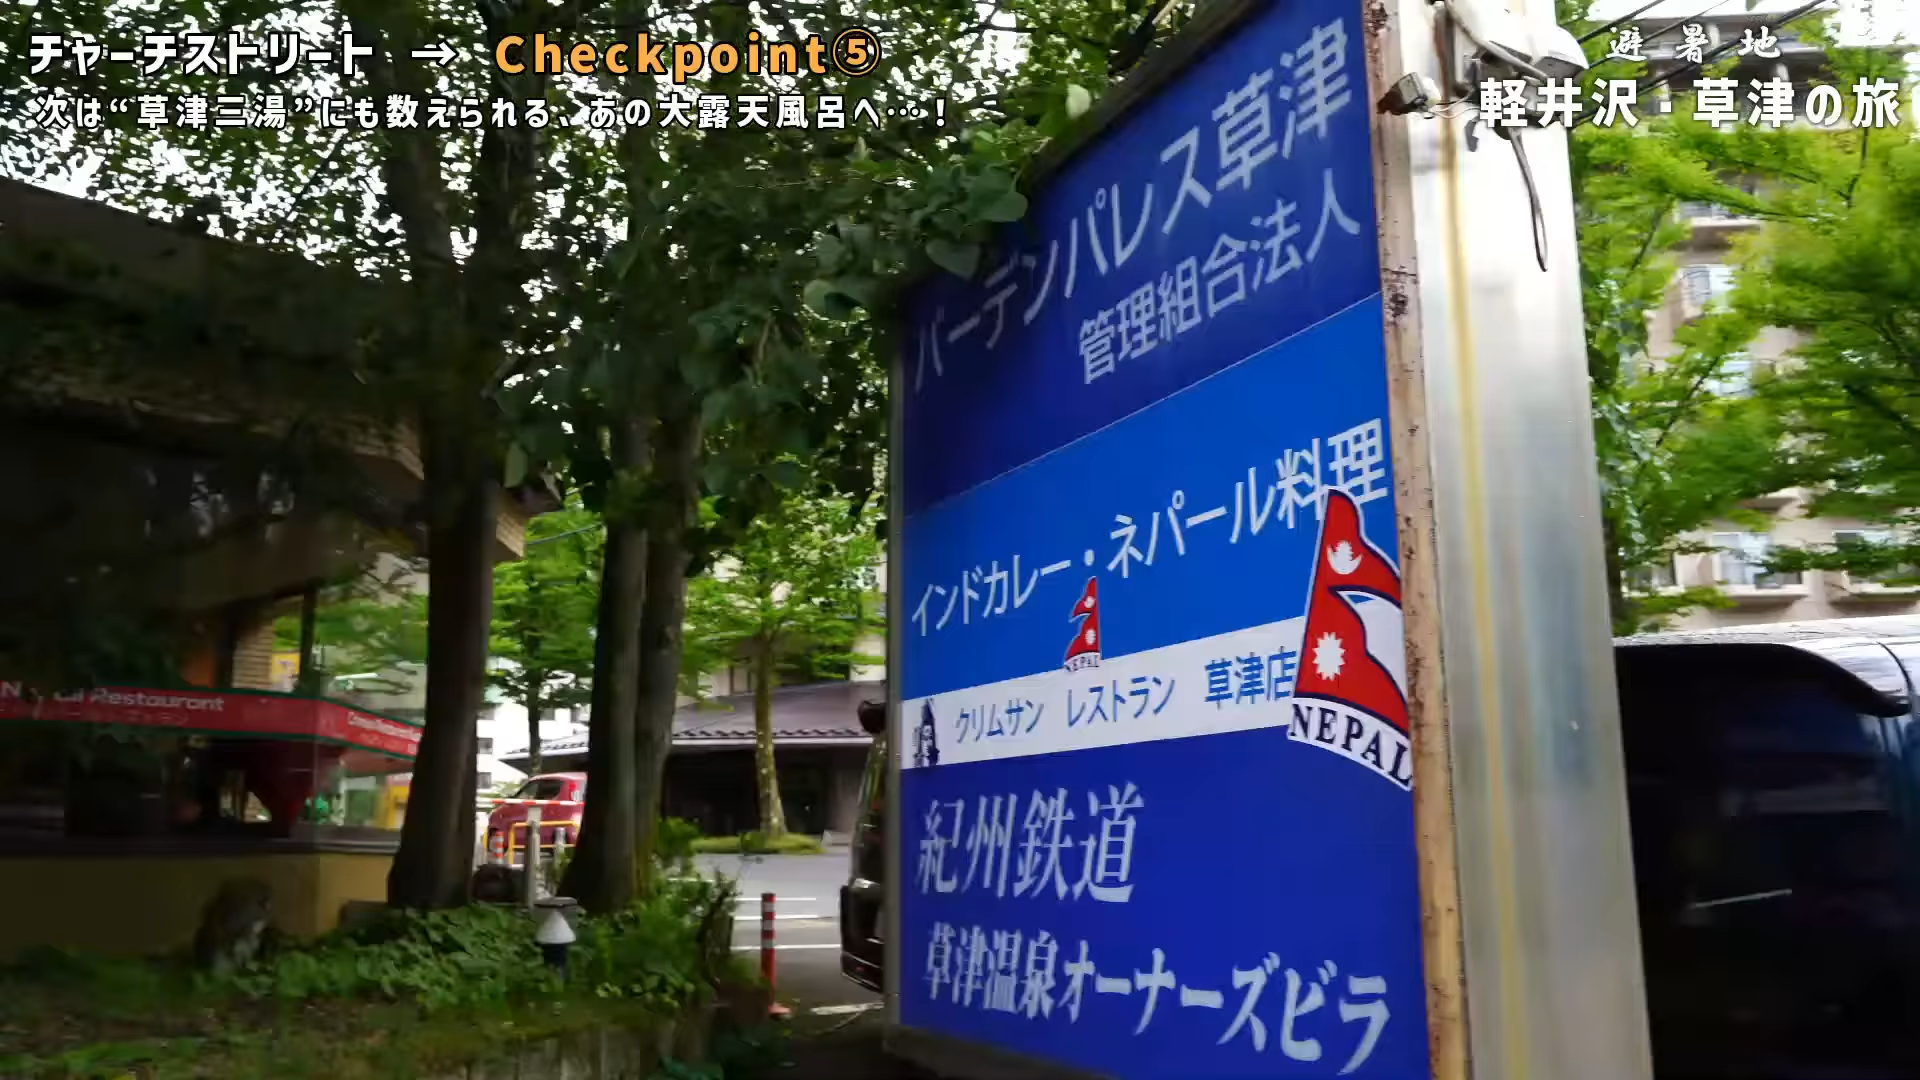 チャーチストリート → Checkpoint⑤
次は“草津三湯”にも数えられる、あの大露天風呂へ…！
避暑地
軽井沢・草津の旅
バーデンパレス草津
管理組合法人
インドカレー・ネパール料理
NEPAL
クリムサン レストラン 草津店
NEPAL
紀州鉄道
草津温泉オーナーズビラ
Restaurant